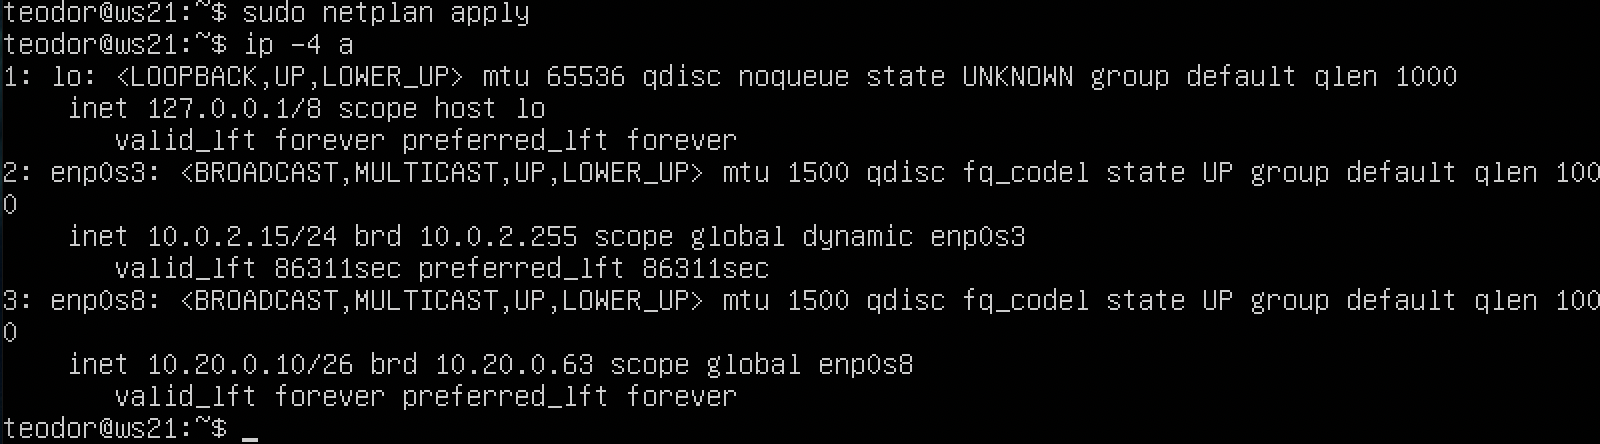 teodor@ws21:~$ sudo netplan apply
teodor@ws21:~$ ip -4 a
1: lo: <LOOPBACK,UP,LOWER_UP> mtu 65536 qdisc noqueue state UNKNOWN group default qlen 1000
    inet 127.0.0.1/8 scope host lo
       valid_lft forever preferred_lft forever
2: enp0s3: <BROADCAST,MULTICAST,UP,LOWER_UP> mtu 1500 qdisc fq_codel state UP group default qlen 100
0
    inet 10.0.2.15/24 brd 10.0.2.255 scope global dynamic enp0s3
       valid_lft 86311sec preferred_lft 86311sec
3: enp0s8: <BROADCAST,MULTICAST,UP,LOWER_UP> mtu 1500 qdisc fq_codel state UP group default qlen 100
0
    inet 10.20.0.10/26 brd 10.20.0.63 scope global enp0s8
       valid_lft forever preferred_lft forever
teodor@ws21:~$ _